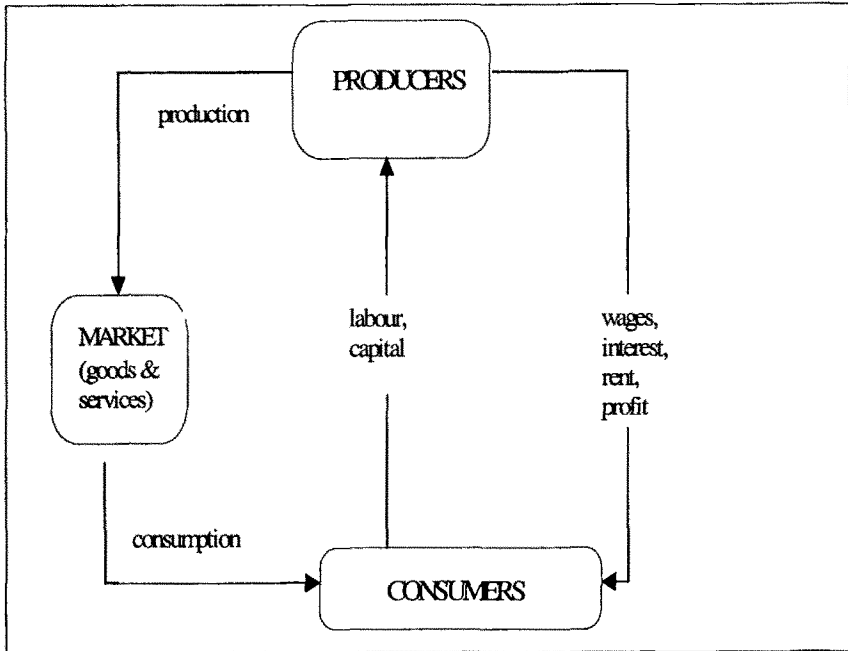 PRODUCERS
production
MARKET
(goods &
services)
labour,
capital
wages,
interest,
rent,
profit
consumption
CONSUMERS